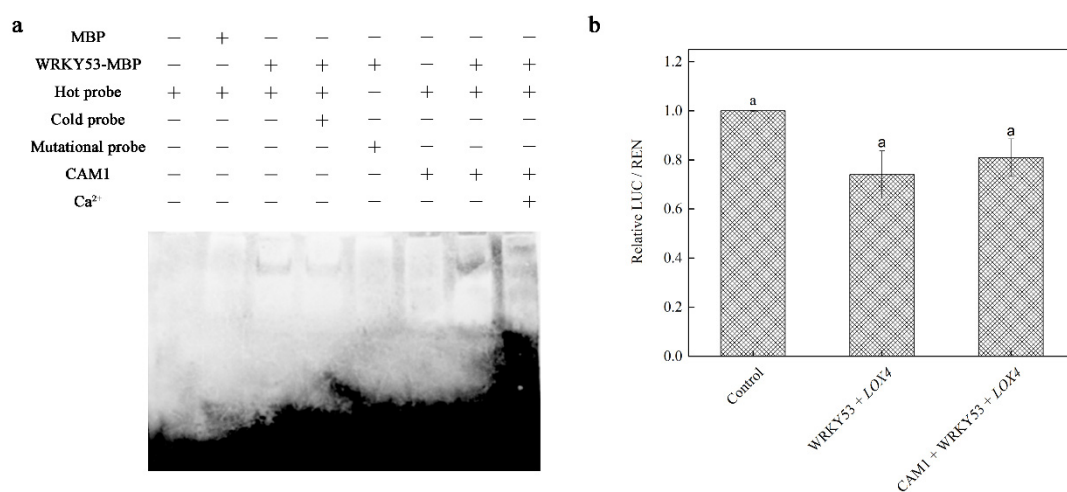 a
MBP − + − − − − − −
WRKY53-MBP − − + + + − + +
Hot probe + + + + − + + +
Cold probe − − − + − − − −
Mutational probe − − − − + − − −
CAM1 − − − − − + + +
Ca²⁺ − − − − − − − +
b
1.2
1.0
0.8
0.6
0.4
0.2
0.0
Relative LUC / REN
a
a
a
Control
WRKY53 + LOX4
CAM1 + WRKY53 + LOX4